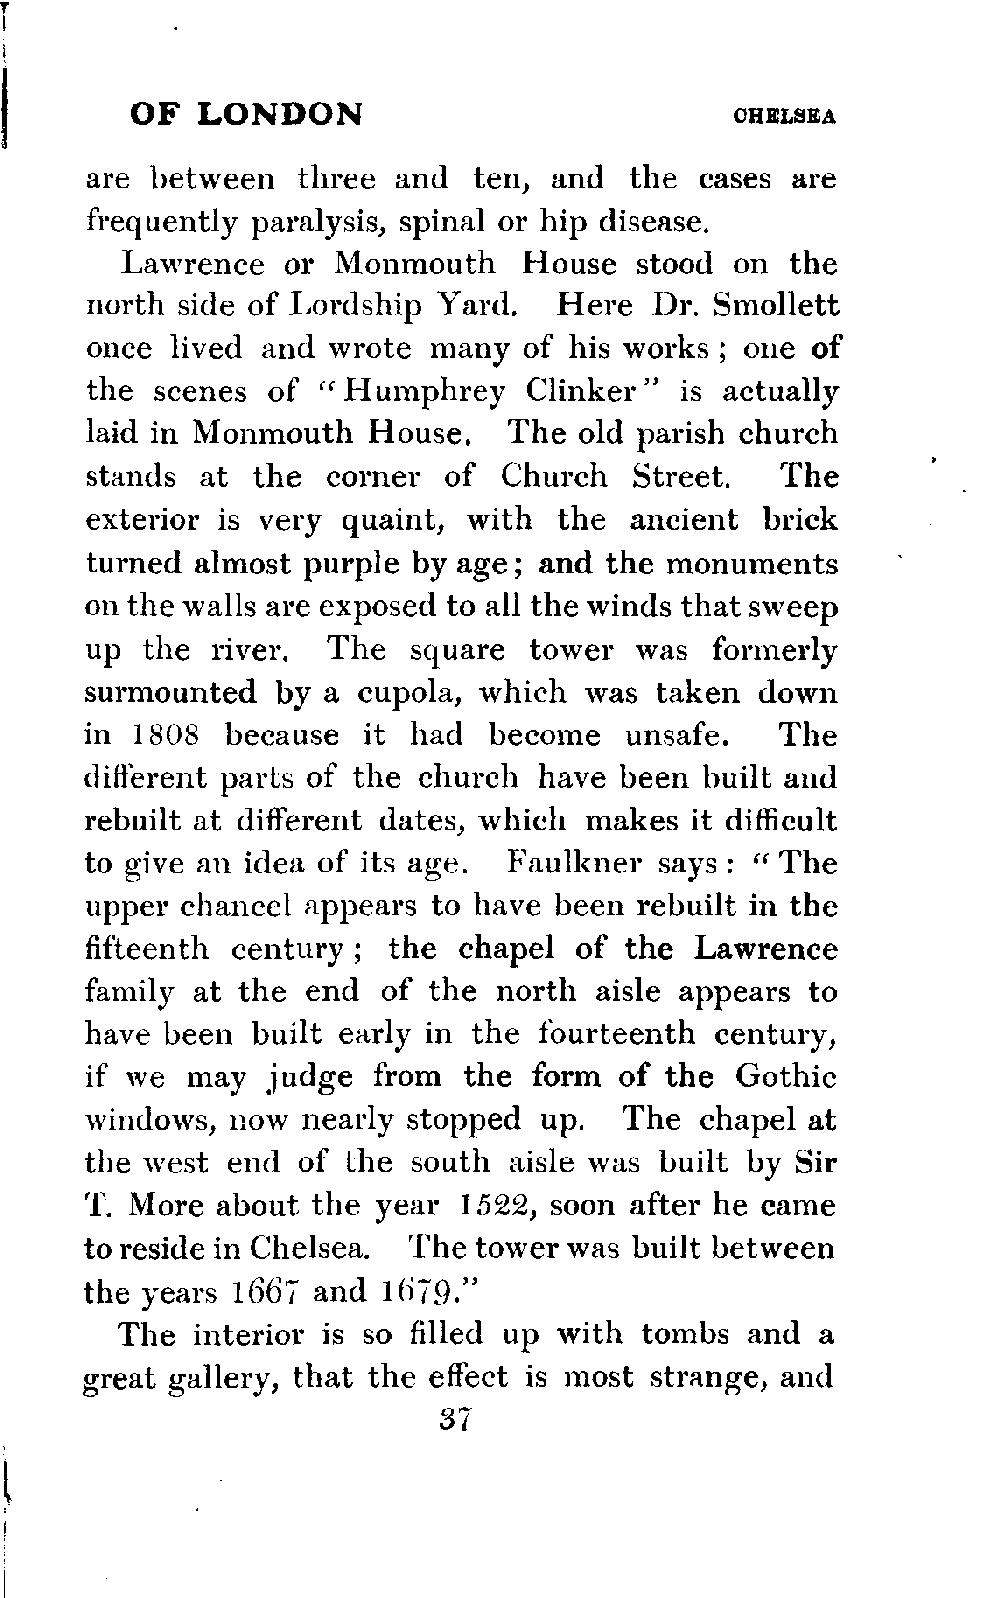 OF LONDON CHELSEA
are between three and ten, and the cases are
frequently paralysis, spinal or hip disease.
Lawrence or Monmouth House stood on the
north side of Lordship Yard. Here Dr. Smollett
once lived and wrote many of his works ; one of
the scenes of “ Humphrey Clinker ” is actually
laid in Monmouth House. The old parish church
stands at the corner of Church Street. The
exterior is very quaint, with the ancient brick
turned almost purple by age ; and the monuments
on the walls are exposed to all the winds that sweep
up the river. The square tower was formerly
surmounted by a cupola, which was taken down
in 1808 because it had become unsafe. The
different parts of the church have been built and
rebuilt at different dates, which makes it difficult
to give an idea of its age. Faulkner says : “ The
upper chancel appears to have been rebuilt in the
fifteenth century ; the chapel of the Lawrence
family at the end of the north aisle appears to
have been built early in the fourteenth century,
if we may judge from the form of the Gothic
windows, now nearly stopped up. The chapel at
the west end of the south aisle was built by Sir
T. More about the year 1522, soon after he came
to reside in Chelsea. The tower was built between
the years 1667 and 1679.”
The interior is so filled up with tombs and a
great gallery, that the effect is most strange, and
37